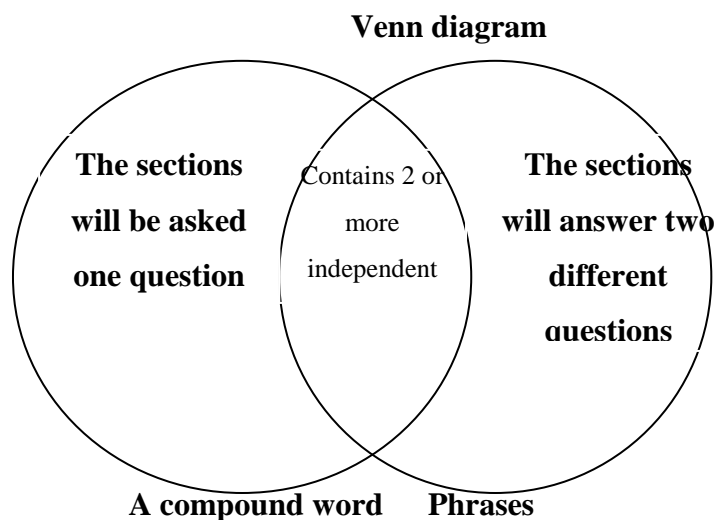 Venn diagram
The sections
will be asked
one question
Contains 2 or
more
independent
The sections
will answer two
different
questions
A compound word
Phrases